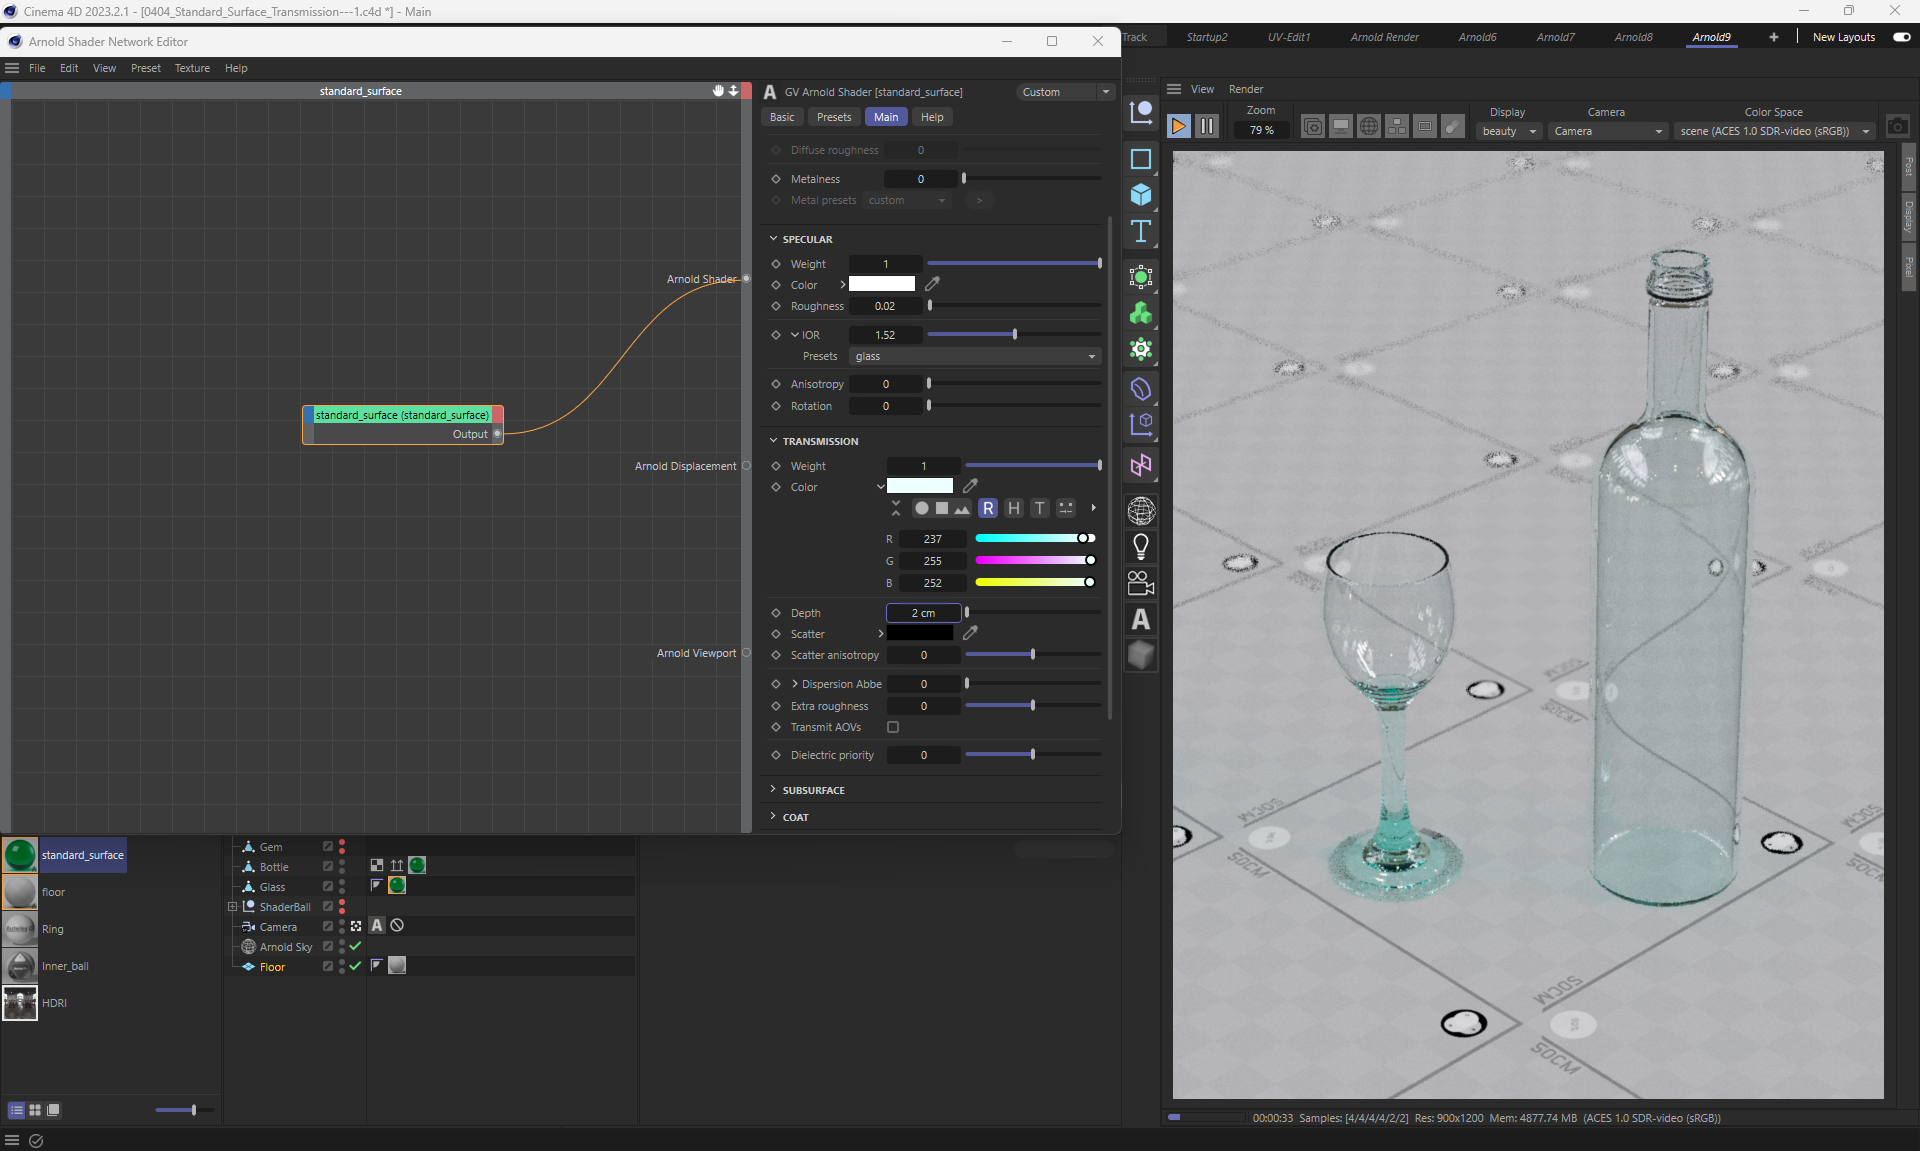 Cinema 4D 2023.2.1 - [0404_Standard_Surface_Transmission---1.c4d *] - Main
Arnold Shader Network Editor
Track
Startup2
UV-Edit1
Arnold Render
Arnold6
Arnold7
Arnold8
Arnold9
New Layouts
File
Edit
View
Preset
Texture
Help
standard_surface
GV Arnold Shader [standard_surface]
Custom
Basic
Presets
Main
Help
Diffuse roughness
0
Metalness
0
Metal presets
custom
>
SPECULAR
Weight
1
Color
Roughness
0.02
IOR
1.52
Presets
glass
Anisotropy
0
Rotation
0
TRANSMISSION
Weight
1
Color
R
H
T
R
237
G
255
B
252
Depth
2 cm
Scatter
Scatter anisotropy
0
Dispersion Abbe
0
Extra roughness
0
Transmit AOVs
Dielectric priority
0
SUBSURFACE
COAT
Arnold Shader
standard_surface (standard_surface)
Output
Arnold Displacement
Arnold Viewport
View
Render
Zoom
79 %
Display
beauty
Camera
Camera
Color Space
scene (ACES 1.0 SDR-video (sRGB))
Post
Display
Pixel
50CM
50CM
50CM
50CM
50CM
50CM
50CM
50CM
standard_surface
floor
Ring
Inner_ball
HDRI
Gem
Bottle
Glass
ShaderBall
Camera
Arnold Sky
Floor
00:00:33 Samples: [4/4/4/4/2/2] Res: 900x1200 Mem: 4877.74 MB (ACES 1.0 SDR-video (sRGB))